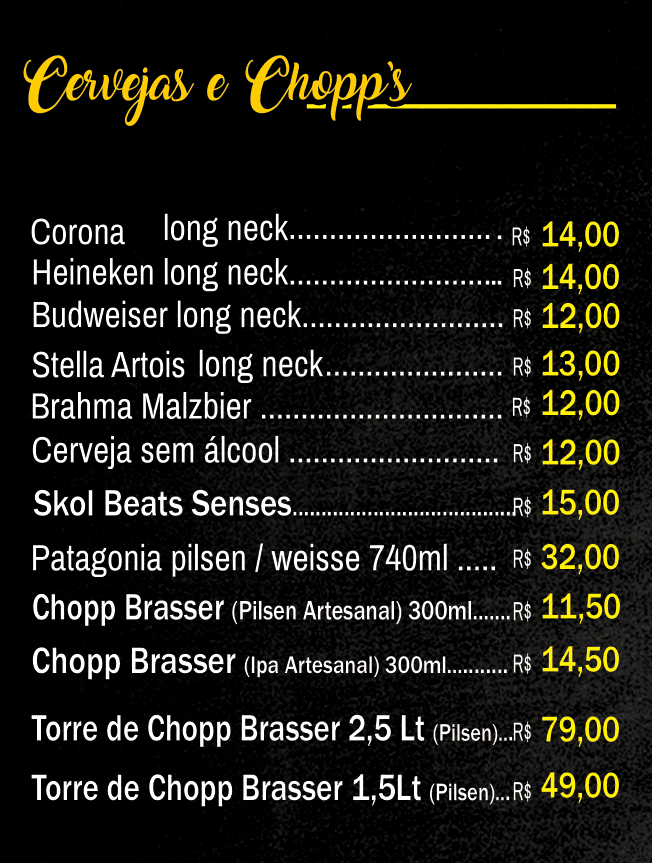 Cervejas e Chopp's
Corona long neck.......................... R$ 14,00
Heineken long neck.......................... R$ 14,00
Budweiser long neck......................... R$ 12,00
Stella Artois long neck...................... R$ 13,00
Brahma Malzbier .............................. R$ 12,00
Cerveja sem álcool .......................... R$ 12,00
Skol Beats Senses.......................................R$ 15,00
Patagonia pilsen / weisse 740ml ..... R$ 32,00
Chopp Brasser (Pilsen Artesanal) 300ml.......R$ 11,50
Chopp Brasser (Ipa Artesanal) 300ml........... R$ 14,50
Torre de Chopp Brasser 2,5 Lt (Pilsen)...R$ 79,00
Torre de Chopp Brasser 1,5Lt (Pilsen)...R$ 49,00